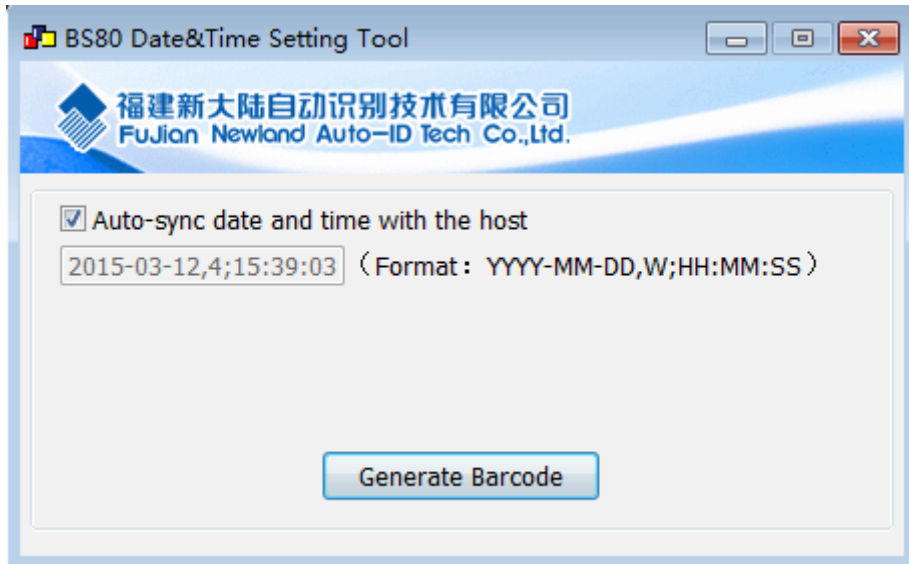 BS80 Date&Time Setting Tool
福建新大陆自动识别技术有限公司
FuJian Newland Auto-ID Tech Co.,Ltd.
Auto-sync date and time with the host
2015-03-12,4;15:39:03 （Format：YYYY-MM-DD,W;HH:MM:SS）
Generate Barcode